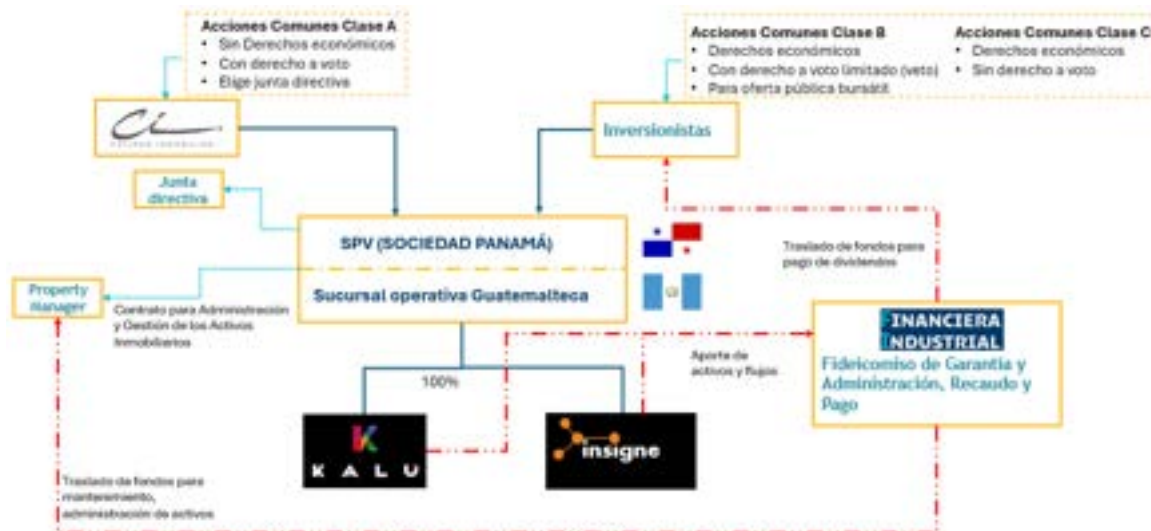 Acciones Comunes Clase A
• Sin Derechos económicos
• Con derecho a voto
• Elige junta directiva
Acciones Comunes Clase B
• Derechos económicos
• Con derecho a voto limitado (veto)
• Para oferta pública bursátil
Acciones Comunes Clase C
• Derechos económicos
• Sin derecho a voto
Ci
Inversionistas
Junta
directiva
SPV (SOCIEDAD PANAMÁ)
Sucursal operativa Guatemalteca
Traslado de fondos para
pago de dividendos
Property
Manager
Contrato para Administración
y Gestión de los Activos
Inmobiliarios
FINANCIERA
INDUSTRIAL
Fideicomiso de Garantía y
Administración, Recaudo y
Pago
Aporte de
activos y flujos
100%
KALU
insigne
Traslado de fondos para
mantenimiento,
administración de activos